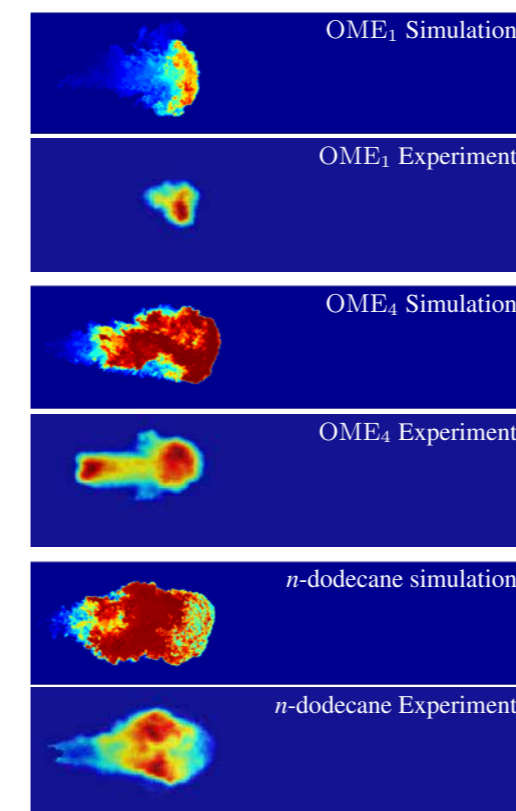 OME₁ Simulation
OME₁ Experiment
OME₄ Simulation
OME₄ Experiment
n-dodecane simulation
n-dodecane Experiment